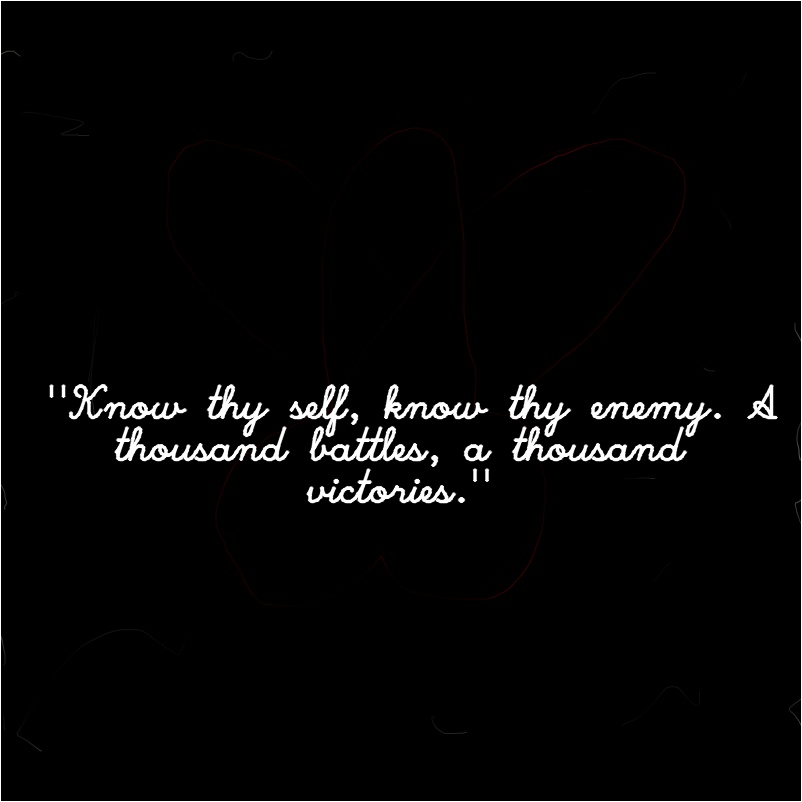 "Know thy self, know thy enemy. A
thousand battles, a thousand
victories."